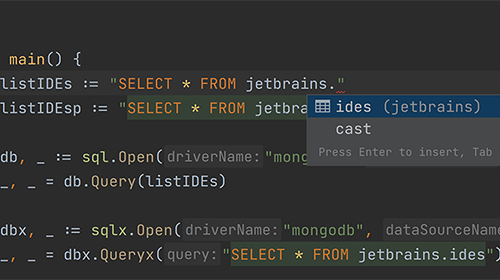 main() {
listIDEs := "SELECT * FROM jetbrains."
listIDEsp := "SELECT * FROM jetbra
ides (jetbrains)
cast
Press Enter to insert, Tab
db, _ := sql.Open( driverName: "mong
_, _ = db.Query(listIDEs)
dbx, _ := sqlx.Open( driverName: "mongodb", dataSourceName
_, _ = dbx.Queryx( query: "SELECT * FROM jetbrains.ides")